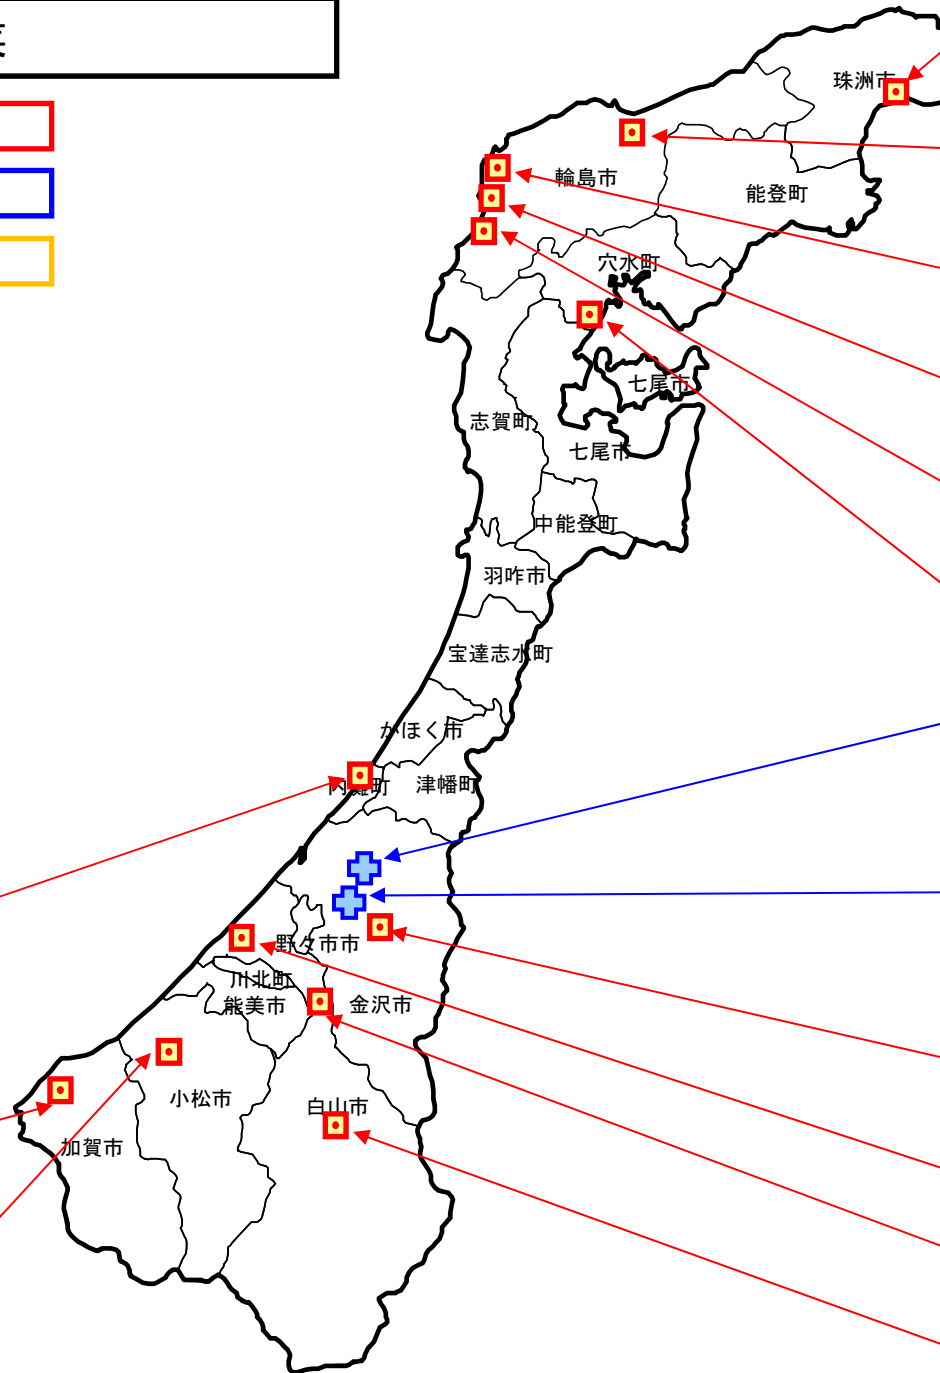 珠洲市
輪島市
能登町
穴水町
七尾市
志賀町
七尾市
中能登町
羽咋市
宝達志水町
かほく市
内灘町
津幡町
野々市市
川北町
能美市
金沢市
小松市
白山市
加賀市